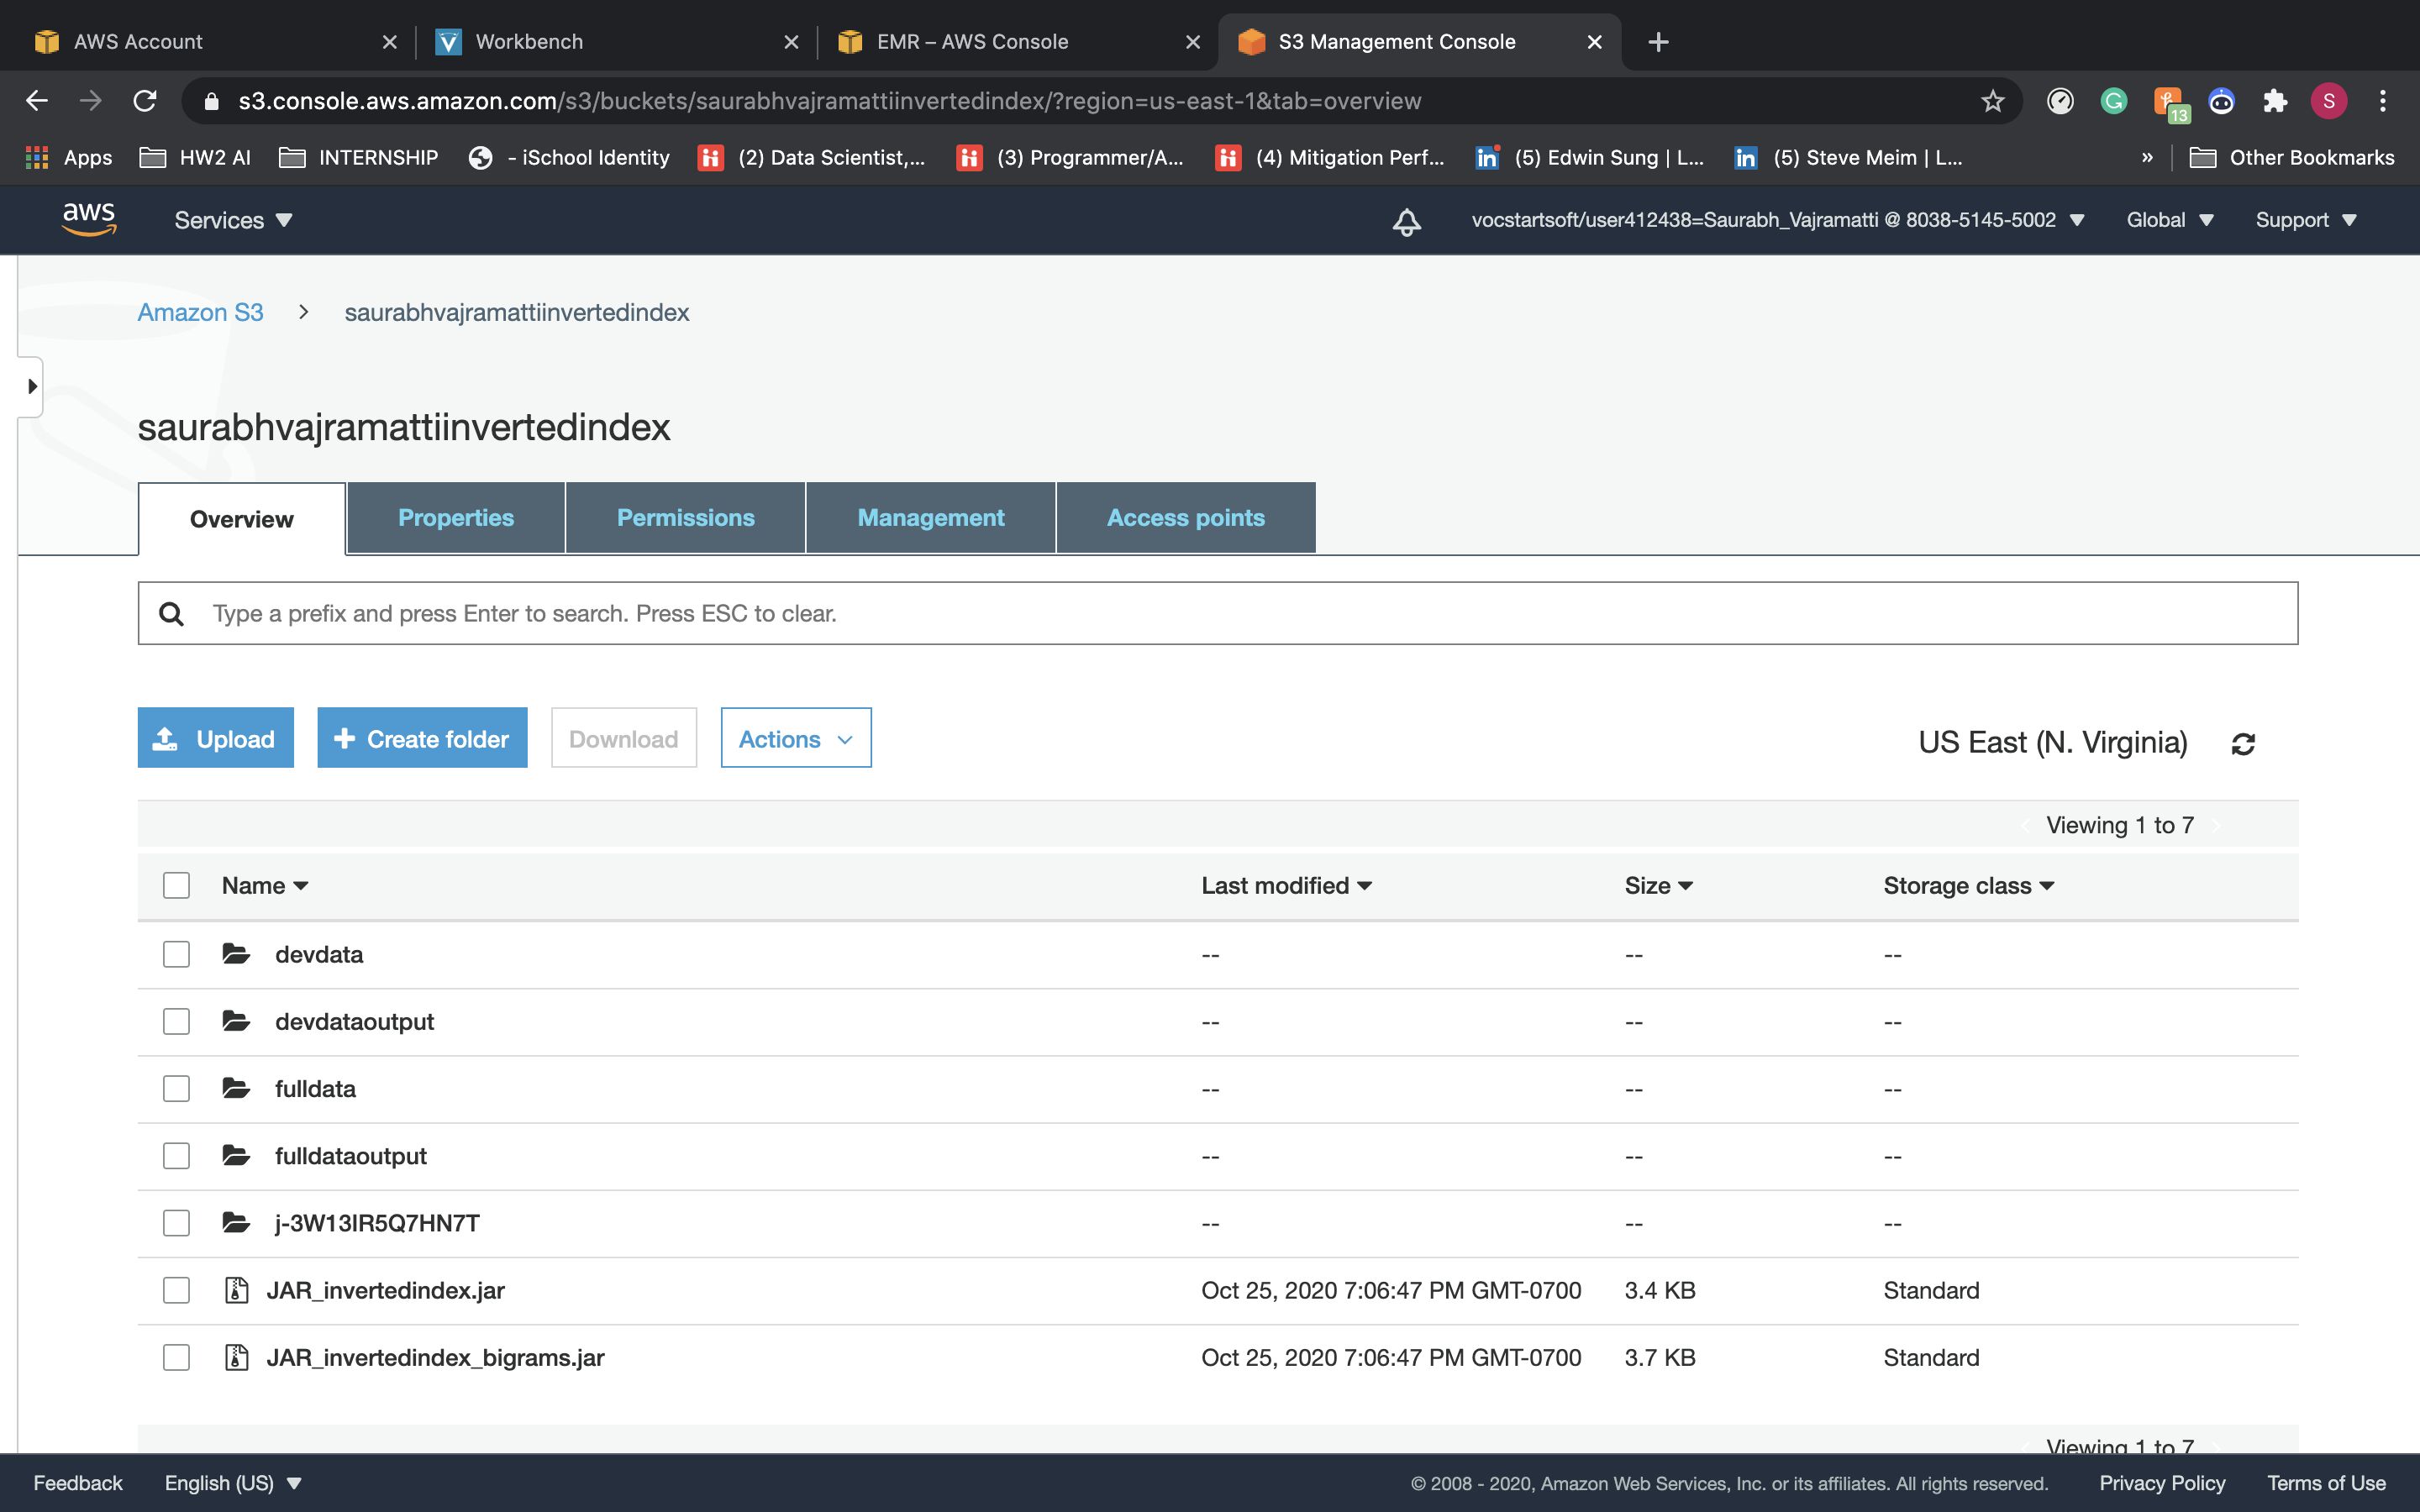 AWS Account
Workbench
EMR – AWS Console
S3 Management Console
s3.console.aws.amazon.com/s3/buckets/saurabhvajramattiinvertedindex/?region=us-east-1&tab=overview
13
S
Apps
HW2 AI
INTERNSHIP
- iSchool Identity
(2) Data Scientist,...
(3) Programmer/A...
(4) Mitigation Perf...
(5) Edwin Sung | L...
(5) Steve Meim | L...
»
Other Bookmarks
aws
Services
vocstartsoft/user412438=Saurabh_Vajramatti @ 8038-5145-5002
Global
Support
Amazon S3
saurabhvajramattiinvertedindex
saurabhvajramattiinvertedindex
Overview
Properties
Permissions
Management
Access points
Type a prefix and press Enter to search. Press ESC to clear.
Upload
Create folder
Download
Actions
US East (N. Virginia)
Viewing 1 to 7
Name Last modified Size Storage class
devdata -- -- --
devdataoutput -- -- --
fulldata -- -- --
fulldataoutput -- -- --
j-3W13IR5Q7HN7T -- -- --
JAR_invertedindex.jar Oct 25, 2020 7:06:47 PM GMT-0700 3.4 KB Standard
JAR_invertedindex_bigrams.jar Oct 25, 2020 7:06:47 PM GMT-0700 3.7 KB Standard
Viewing 1 to 7
Feedback
English (US)
© 2008 - 2020, Amazon Web Services, Inc. or its affiliates. All rights reserved.
Privacy Policy
Terms of Use